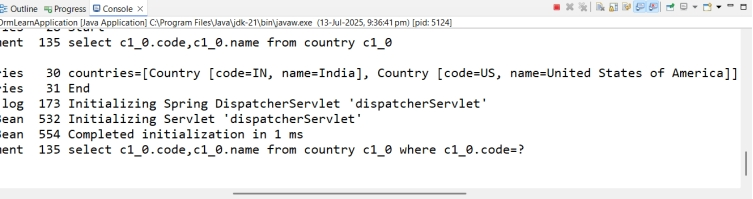 Outline Progress Console
OrmLearnApplication [Java Application] C:\Program Files\Java\jdk-21\bin\javaw.exe (13-Jul-2025, 9:36:41 pm) [pid: 5124]
ment 135 select c1_0.code,c1_0.name from country c1_0
ries 30 countries=[Country [code=IN, name=India], Country [code=US, name=United States of America]]
ries 31 End
log 173 Initializing Spring DispatcherServlet 'dispatcherServlet'
Bean 532 Initializing Servlet 'dispatcherServlet'
Bean 554 Completed initialization in 1 ms
ment 135 select c1_0.code,c1_0.name from country c1_0 where c1_0.code=?